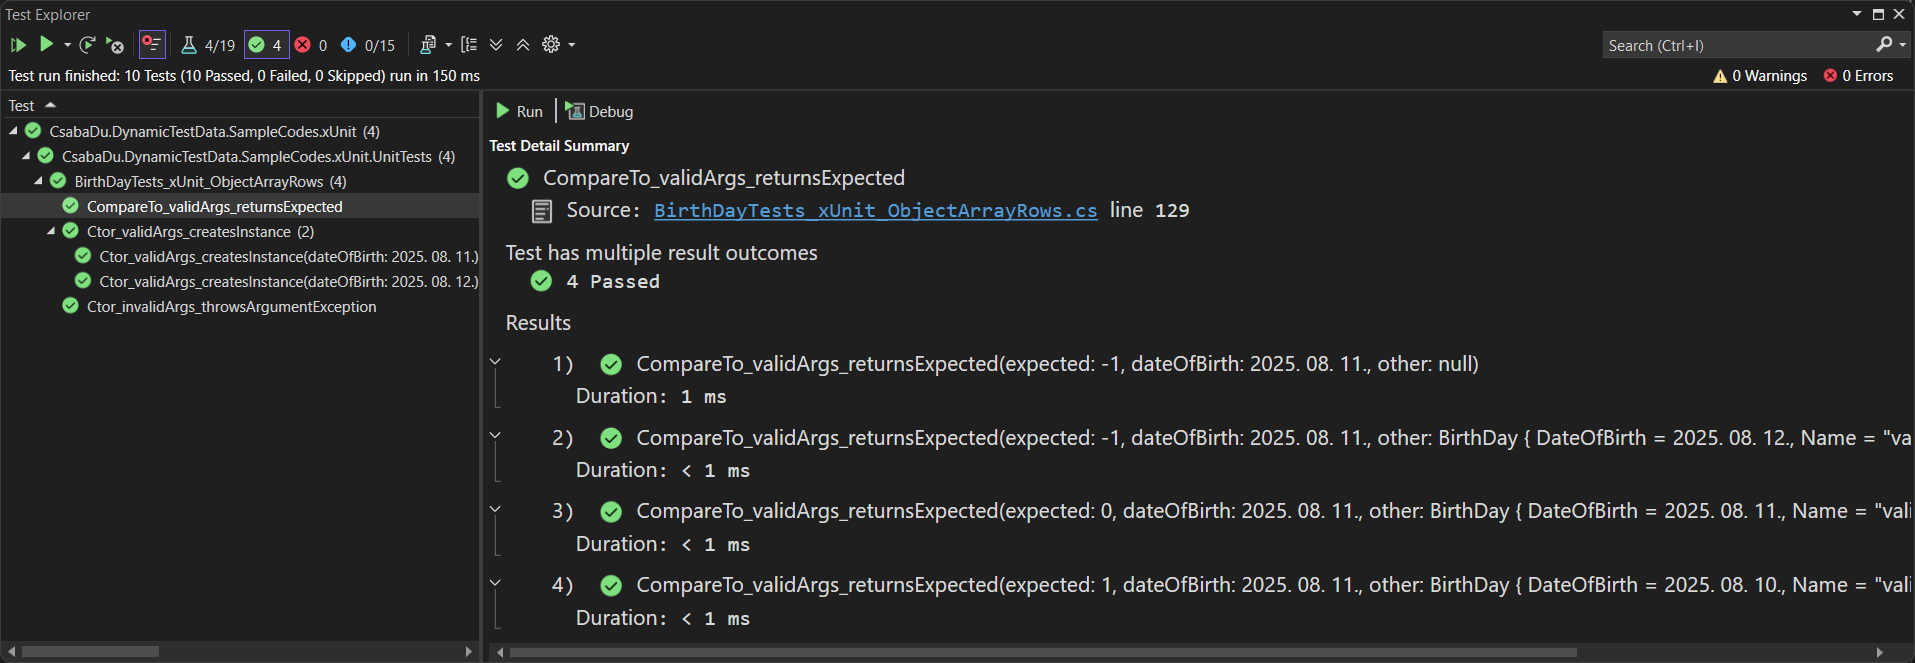 Test Explorer
4/19 4 0 0/15
Search (Ctrl+I)
Test run finished: 10 Tests (10 Passed, 0 Failed, 0 Skipped) run in 150 ms
0 Warnings 0 Errors
Test
CsabaDu.DynamicTestData.SampleCodes.xUnit (4)
CsabaDu.DynamicTestData.SampleCodes.xUnit.UnitTests (4)
BirthDayTests_xUnit_ObjectArrayRows (4)
CompareTo_validArgs_returnsExpected
Ctor_validArgs_createsInstance (2)
Ctor_validArgs_createsInstance(dateOfBirth: 2025. 08. 11.)
Ctor_validArgs_createsInstance(dateOfBirth: 2025. 08. 12.)
Ctor_invalidArgs_throwsArgumentException
Run Debug
Test Detail Summary
CompareTo_validArgs_returnsExpected
Source: BirthDayTests_xUnit_ObjectArrayRows.cs line 129
Test has multiple result outcomes
4 Passed
Results
1) CompareTo_validArgs_returnsExpected(expected: -1, dateOfBirth: 2025. 08. 11., other: null)
Duration: 1 ms
2) CompareTo_validArgs_returnsExpected(expected: -1, dateOfBirth: 2025. 08. 11., other: BirthDay { DateOfBirth = 2025. 08. 12., Name = "va
Duration: < 1 ms
3) CompareTo_validArgs_returnsExpected(expected: 0, dateOfBirth: 2025. 08. 11., other: BirthDay { DateOfBirth = 2025. 08. 11., Name = "vali
Duration: < 1 ms
4) CompareTo_validArgs_returnsExpected(expected: 1, dateOfBirth: 2025. 08. 11., other: BirthDay { DateOfBirth = 2025. 08. 10., Name = "vali
Duration: < 1 ms